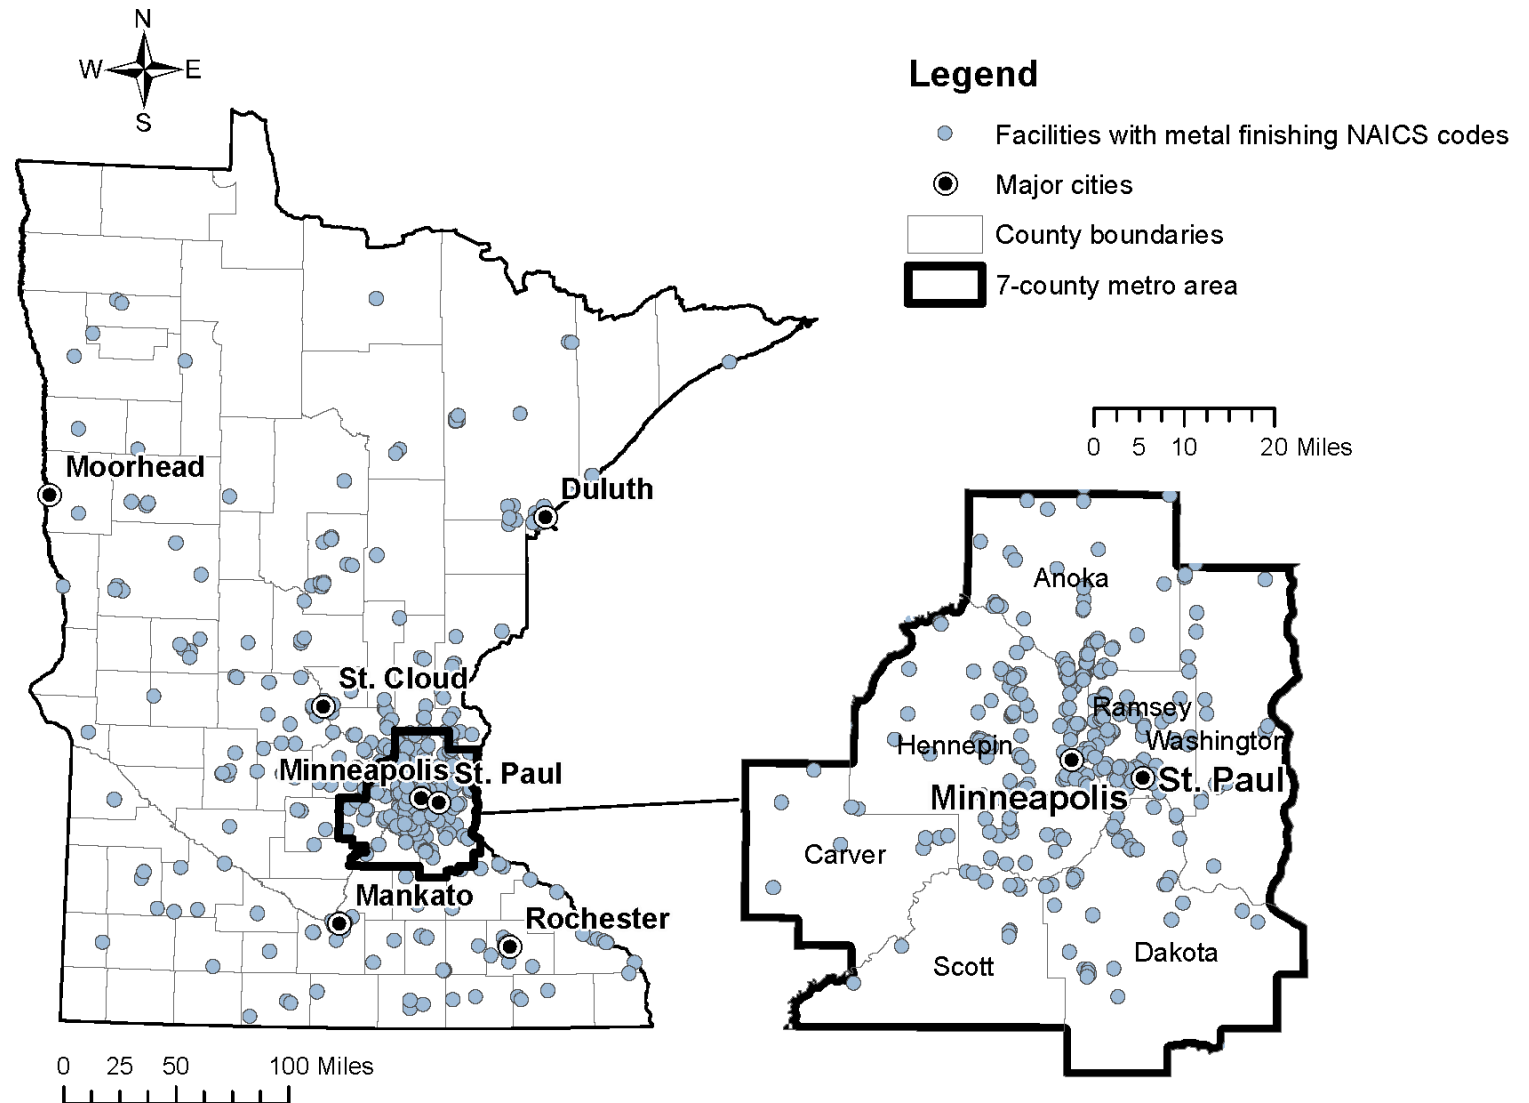 N
W E
S
Legend
Facilities with metal finishing NAICS codes
Major cities
County boundaries
7-county metro area
0 5 10 20 Miles
Moorhead
Duluth
St. Cloud
Minneapolis St. Paul
Mankato
Rochester
0 25 50 100 Miles
Anoka
Ramsey
Hennepin
Washington
St. Paul
Minneapolis
Carver
Scott
Dakota